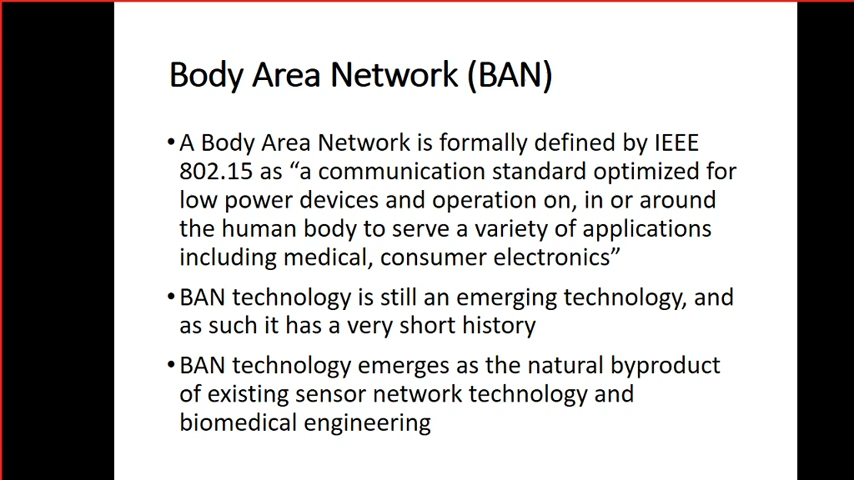 Body Area Network (BAN)
•A Body Area Network is formally defined by IEEE
802.15 as “a communication standard optimized for
low power devices and operation on, in or around
the human body to serve a variety of applications
including medical, consumer electronics”
•BAN technology is still an emerging technology, and
as such it has a very short history
•BAN technology emerges as the natural byproduct
of existing sensor network technology and
biomedical engineering